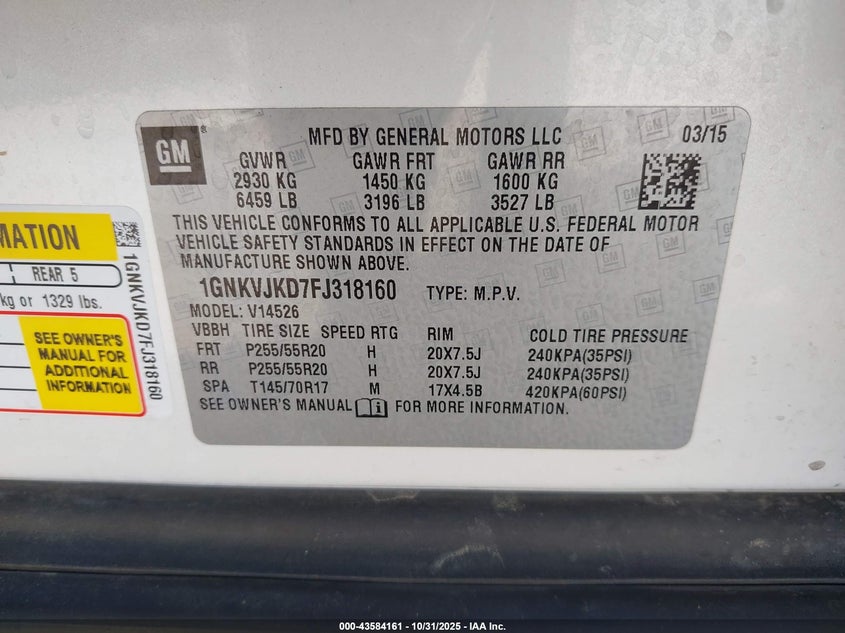 GM
®
MFD BY GENERAL MOTORS LLC 03/15
GVWR GAWR FRT GAWR RR
2930 KG 1450 KG 1600 KG
6459 LB 3196 LB 3527 LB
THIS VEHICLE CONFORMS TO ALL APPLICABLE U.S. FEDERAL MOTOR
VEHICLE SAFETY STANDARDS IN EFFECT ON THE DATE OF
MANUFACTURE SHOWN ABOVE.
1GNKVJKD7FJ318160 TYPE: M.P.V.
MODEL: V14526
VBBH TIRE SIZE SPEED RTG RIM COLD TIRE PRESSURE
FRT P255/55R20 H 20X7.5J 240KPA(35PSI)
RR P255/55R20 H 20X7.5J 240KPA(35PSI)
SPA T145/70R17 M 17X4.5B 420KPA(60PSI)
SEE OWNER'S MANUAL FOR MORE INFORMATION.
MATION
REAR 5
kg or 1329 lbs.
SEE OWNER'S
MANUAL FOR
ADDITIONAL
INFORMATION
1GNKVJKD7FJ318160
000-43584161 - 10/31/2025 - IAA Inc.